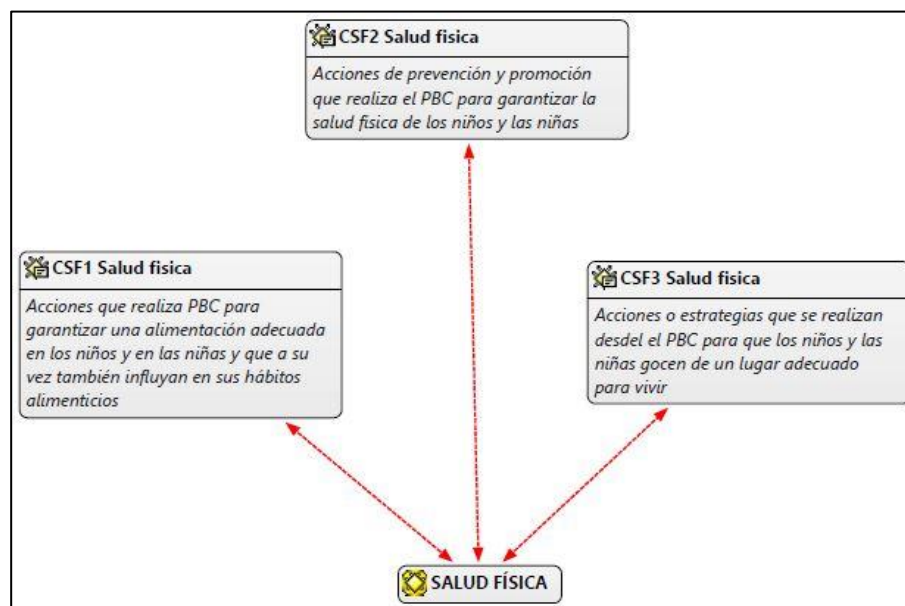 CSF2 Salud fisica
Acciones de prevención y promoción
que realiza el PBC para garantizar la
salud fisica de los niños y las niñas
CSF1 Salud fisica
Acciones que realiza PBC para
garantizar una alimentación adecuada
en los niños y en las niñas y que a su
vez también influyan en sus hábitos
alimenticios
CSF3 Salud fisica
Acciones o estrategias que se realizan
desdel el PBC para que los niños y las
niñas gocen de un lugar adecuado
para vivir
SALUD FÍSICA